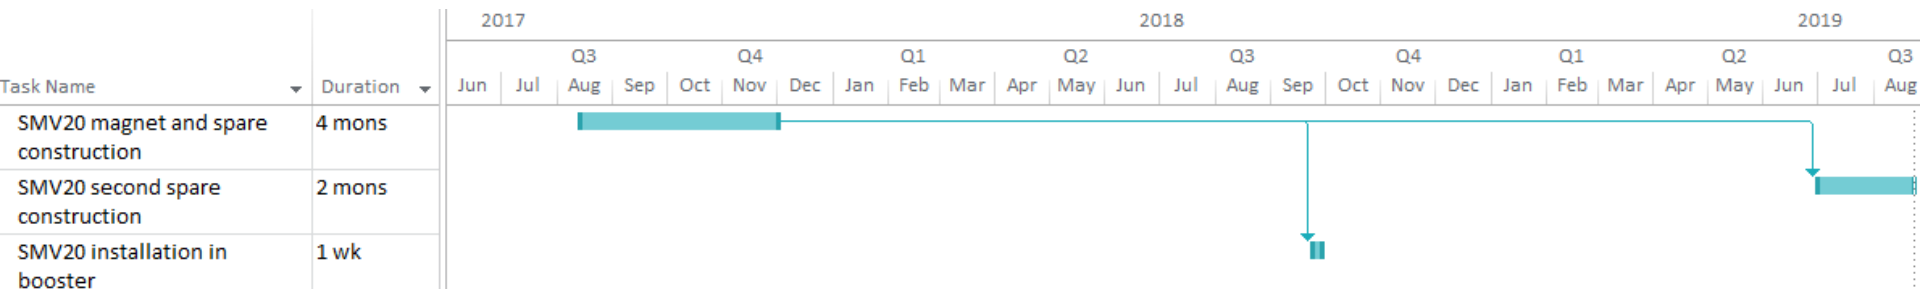 2017 2018 2019
Q3 Q4 Q1 Q2 Q3 Q4 Q1 Q2 Q3
Task Name Duration Jun Jul Aug Sep Oct Nov Dec Jan Feb Mar Apr May Jun Jul Aug Sep Oct Nov Dec Jan Feb Mar Apr May Jun Jul Aug
SMV20 magnet and spare 4 mons
construction
SMV20 second spare 2 mons
construction
SMV20 installation in 1 wk
booster